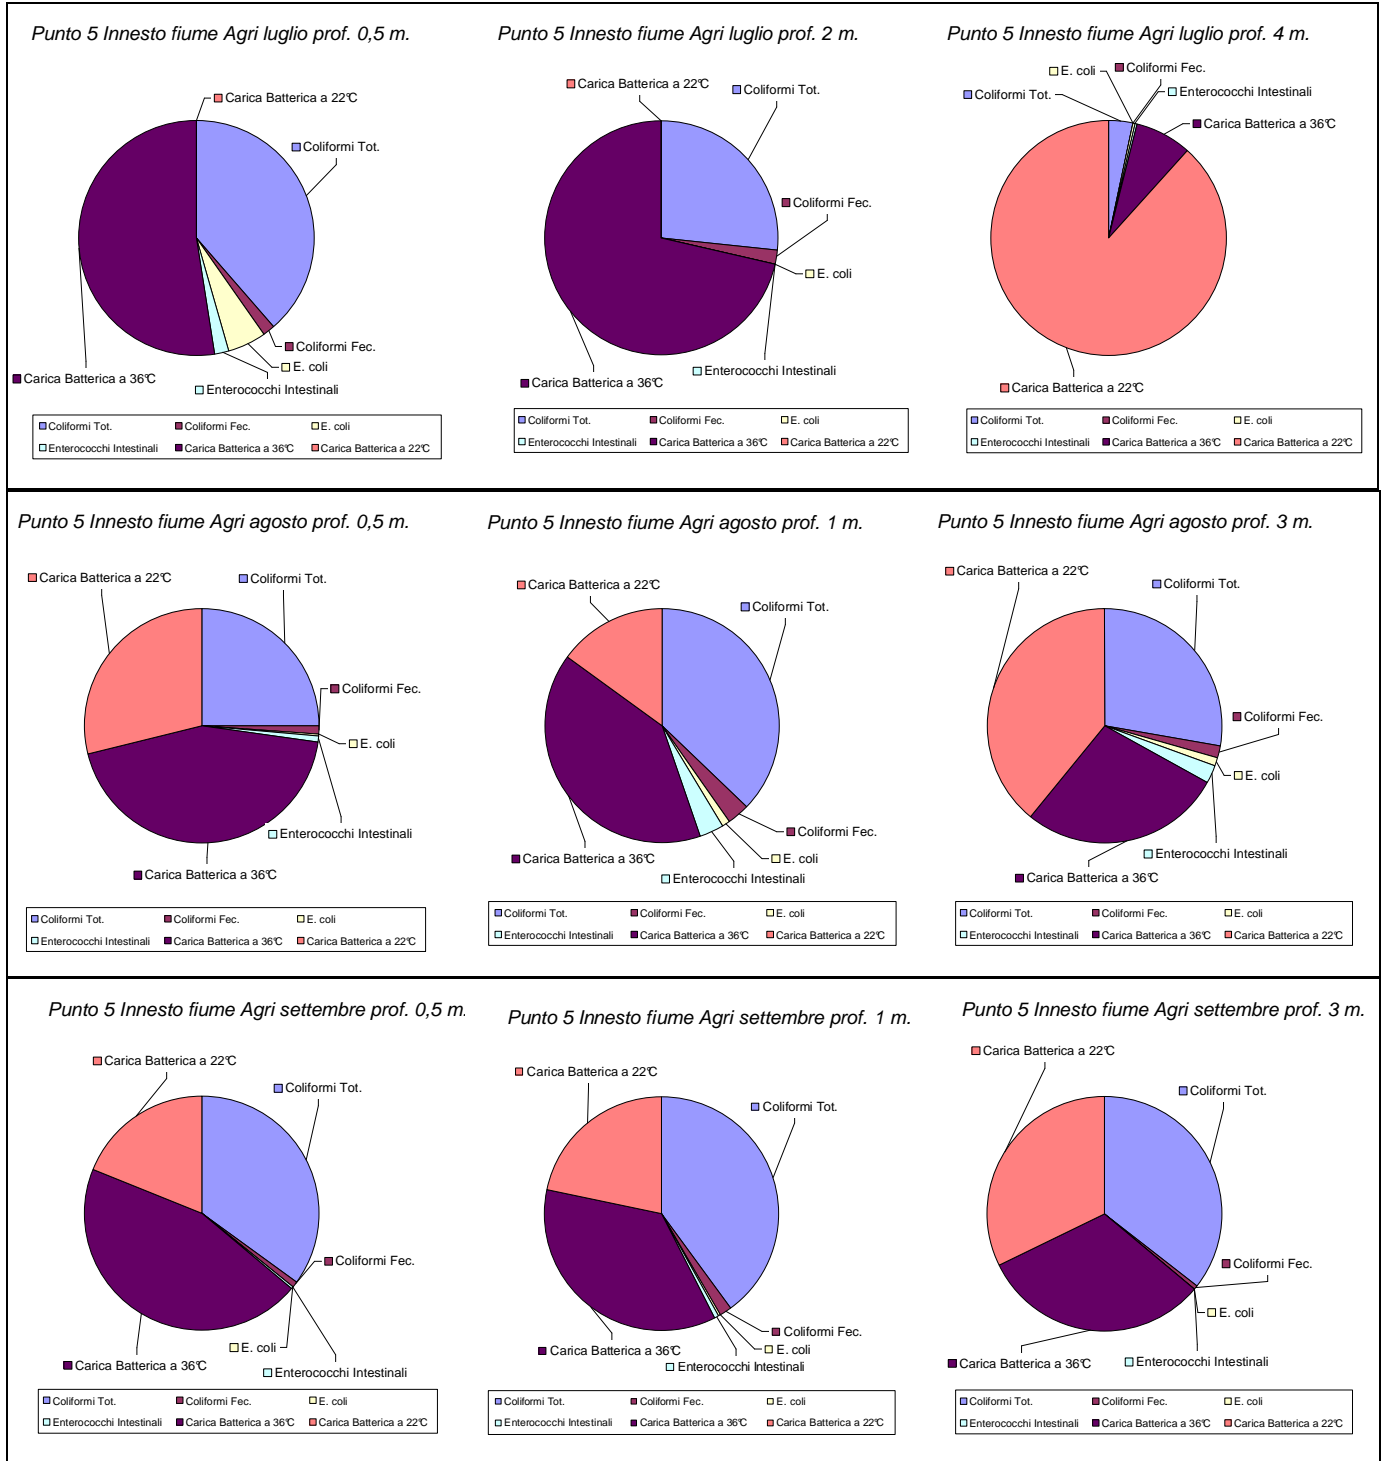 Punto 5 Innesto fiume Agri luglio prof. 0,5 m.
Carica Batterica a 22°C
Coliformi Tot.
Coliformi Fec.
E. coli
Enterococchi Intestinali
Carica Batterica a 36°C
Coliformi Tot. Coliformi Fec. E. coli
Enterococchi Intestinali Carica Batterica a 36°C Carica Batterica a 22°C
Punto 5 Innesto fiume Agri luglio prof. 2 m.
Carica Batterica a 22°C
Coliformi Tot.
Coliformi Fec.
E. coli
Enterococchi Intestinali
Carica Batterica a 36°C
Coliformi Tot. Coliformi Fec. E. coli
Enterococchi Intestinali Carica Batterica a 36°C Carica Batterica a 22°C
Punto 5 Innesto fiume Agri luglio prof. 4 m.
E. coli
Coliformi Fec.
Coliformi Tot.
Enterococchi Intestinali
Carica Batterica a 36°C
Carica Batterica a 22°C
Coliformi Tot. Coliformi Fec. E. coli
Enterococchi Intestinali Carica Batterica a 36°C Carica Batterica a 22°C
Punto 5 Innesto fiume Agri agosto prof. 0,5 m.
Carica Batterica a 22°C
Coliformi Tot.
Coliformi Fec.
E. coli
Enterococchi Intestinali
Carica Batterica a 36°C
Coliformi Tot. Coliformi Fec. E. coli
Enterococchi Intestinali Carica Batterica a 36°C Carica Batterica a 22°C
Punto 5 Innesto fiume Agri agosto prof. 1 m.
Carica Batterica a 22°C
Coliformi Tot.
Coliformi Fec.
E. coli
Carica Batterica a 36°C
Enterococchi Intestinali
Coliformi Tot. Coliformi Fec. E. coli
Enterococchi Intestinali Carica Batterica a 36°C Carica Batterica a 22°C
Punto 5 Innesto fiume Agri agosto prof. 3 m.
Carica Batterica a 22°C
Coliformi Tot.
Coliformi Fec.
E. coli
Enterococchi Intestinali
Carica Batterica a 36°C
Coliformi Tot. Coliformi Fec. E. coli
Enterococchi Intestinali Carica Batterica a 36°C Carica Batterica a 22°C
Punto 5 Innesto fiume Agri settembre prof. 0,5 m.
Carica Batterica a 22°C
Coliformi Tot.
Coliformi Fec.
E. coli
Carica Batterica a 36°C
Enterococchi Intestinali
Coliformi Tot. Coliformi Fec. E. coli
Enterococchi Intestinali Carica Batterica a 36°C Carica Batterica a 22°C
Punto 5 Innesto fiume Agri settembre prof. 1 m.
Carica Batterica a 22°C
Coliformi Tot.
Coliformi Fec.
E. coli
Carica Batterica a 36°C
Enterococchi Intestinali
Coliformi Tot. Coliformi Fec. E. coli
Enterococchi Intestinali Carica Batterica a 36°C Carica Batterica a 22°C
Punto 5 Innesto fiume Agri settembre prof. 3 m.
Carica Batterica a 22°C
Coliformi Tot.
Coliformi Fec.
E. coli
Enterococchi Intestinali
Carica Batterica a 36°C
Coliformi Tot. Coliformi Fec. E. coli
Enterococchi Intestinali Carica Batterica a 36°C Carica Batterica a 22°C